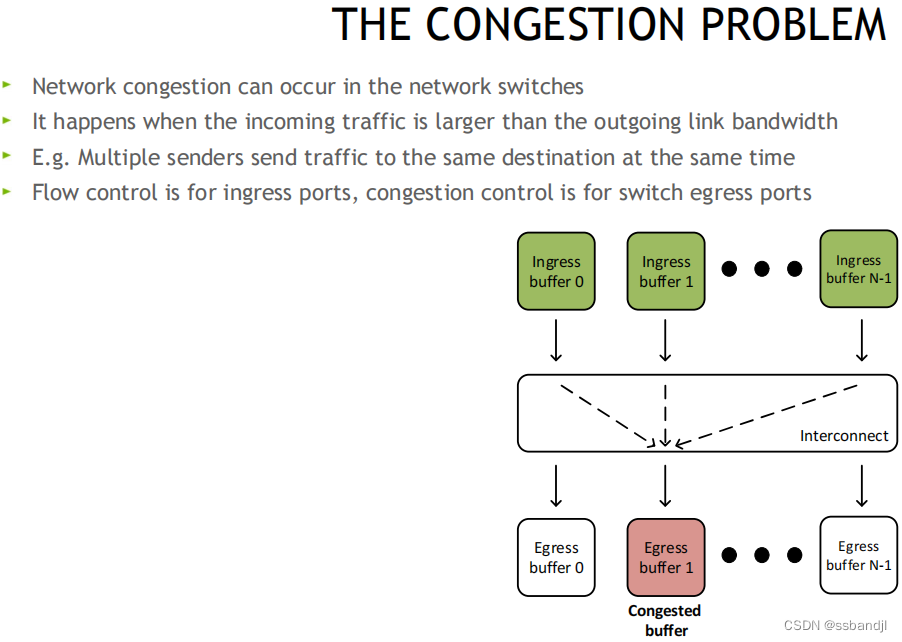 THE CONGESTION PROBLEM
Network congestion can occur in the network switches
It happens when the incoming traffic is larger than the outgoing link bandwidth
E.g. Multiple senders send traffic to the same destination at the same time
Flow control is for ingress ports, congestion control is for switch egress ports
Ingress
buffer 0
Ingress
buffer 1
Ingress
buffer N-1
Interconnect
Egress
buffer 0
Egress
buffer 1
Egress
buffer N-1
Congested
buffer
CSDN @ssbandjl